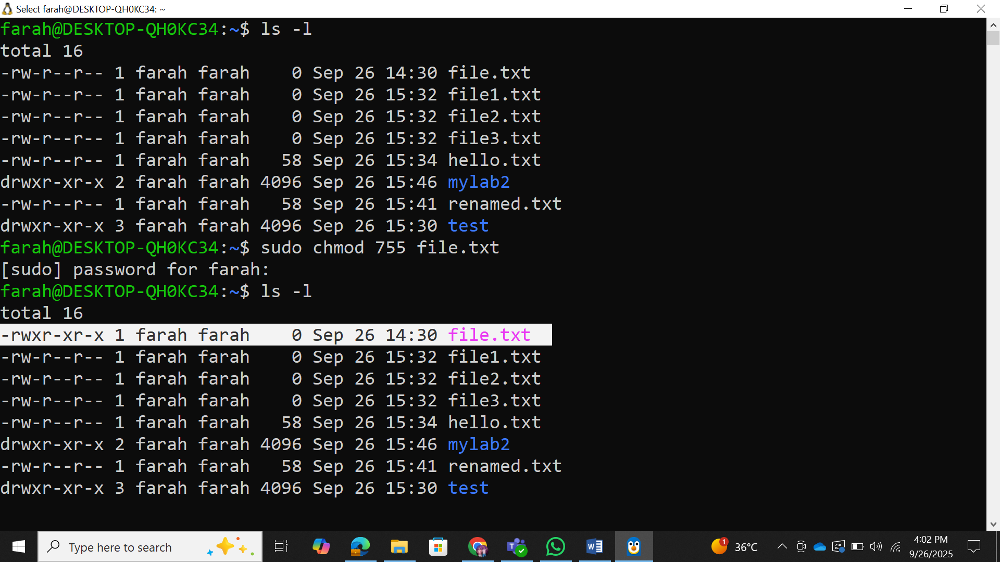 Select farah@DESKTOP-QH0KC34: ~
farah@DESKTOP-QH0KC34:~$ ls -l
total 16
-rw-r--r-- 1 farah farah    0 Sep 26 14:30 file.txt
-rw-r--r-- 1 farah farah    0 Sep 26 15:32 file1.txt
-rw-r--r-- 1 farah farah    0 Sep 26 15:32 file2.txt
-rw-r--r-- 1 farah farah    0 Sep 26 15:32 file3.txt
-rw-r--r-- 1 farah farah   58 Sep 26 15:34 hello.txt
drwxr-xr-x 2 farah farah 4096 Sep 26 15:46 mylab2
-rw-r--r-- 1 farah farah   58 Sep 26 15:41 renamed.txt
drwxr-xr-x 3 farah farah 4096 Sep 26 15:30 test
farah@DESKTOP-QH0KC34:~$ sudo chmod 755 file.txt
[sudo] password for farah:
farah@DESKTOP-QH0KC34:~$ ls -l
total 16
-rwxr-xr-x 1 farah farah    0 Sep 26 14:30 file.txt
-rw-r--r-- 1 farah farah    0 Sep 26 15:32 file1.txt
-rw-r--r-- 1 farah farah    0 Sep 26 15:32 file2.txt
-rw-r--r-- 1 farah farah    0 Sep 26 15:32 file3.txt
-rw-r--r-- 1 farah farah   58 Sep 26 15:34 hello.txt
drwxr-xr-x 2 farah farah 4096 Sep 26 15:46 mylab2
-rw-r--r-- 1 farah farah   58 Sep 26 15:41 renamed.txt
drwxr-xr-x 3 farah farah 4096 Sep 26 15:30 test
Type here to search
1
36°C
4:02 PM
9/26/2025